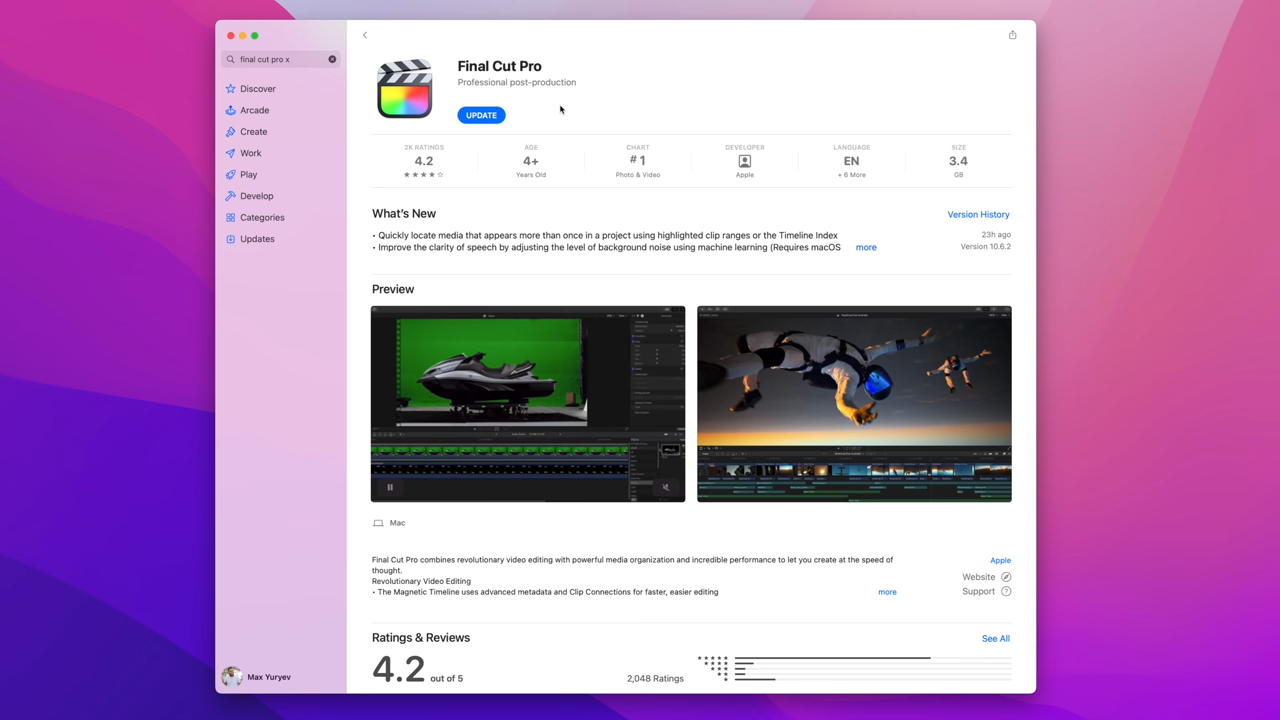 final cut pro x
Discover
Arcade
Create
Work
Play
Develop
Categories
Updates
Max Yuryev
Final Cut Pro
Professional post-production
UPDATE
2K RATINGS
4.2
AGE
4+
Years Old
CHART
#1
Photo & Video
DEVELOPER
Apple
LANGUAGE
EN
+ 6 More
SIZE
3.4
GB
What's New
Version History
• Quickly locate media that appears more than once in a project using highlighted clip ranges or the Timeline Index
• Improve the clarity of speech by adjusting the level of background noise using machine learning (Requires macOS
more
23h ago
Version 10.6.2
Preview
Mac
Final Cut Pro combines revolutionary video editing with powerful media organization and incredible performance to let you create at the speed of
thought.
Revolutionary Video Editing
• The Magnetic Timeline uses advanced metadata and Clip Connections for faster, easier editing
more
Apple
Website
Support
Ratings & Reviews
See All
4.2 out of 5
2,048 Ratings